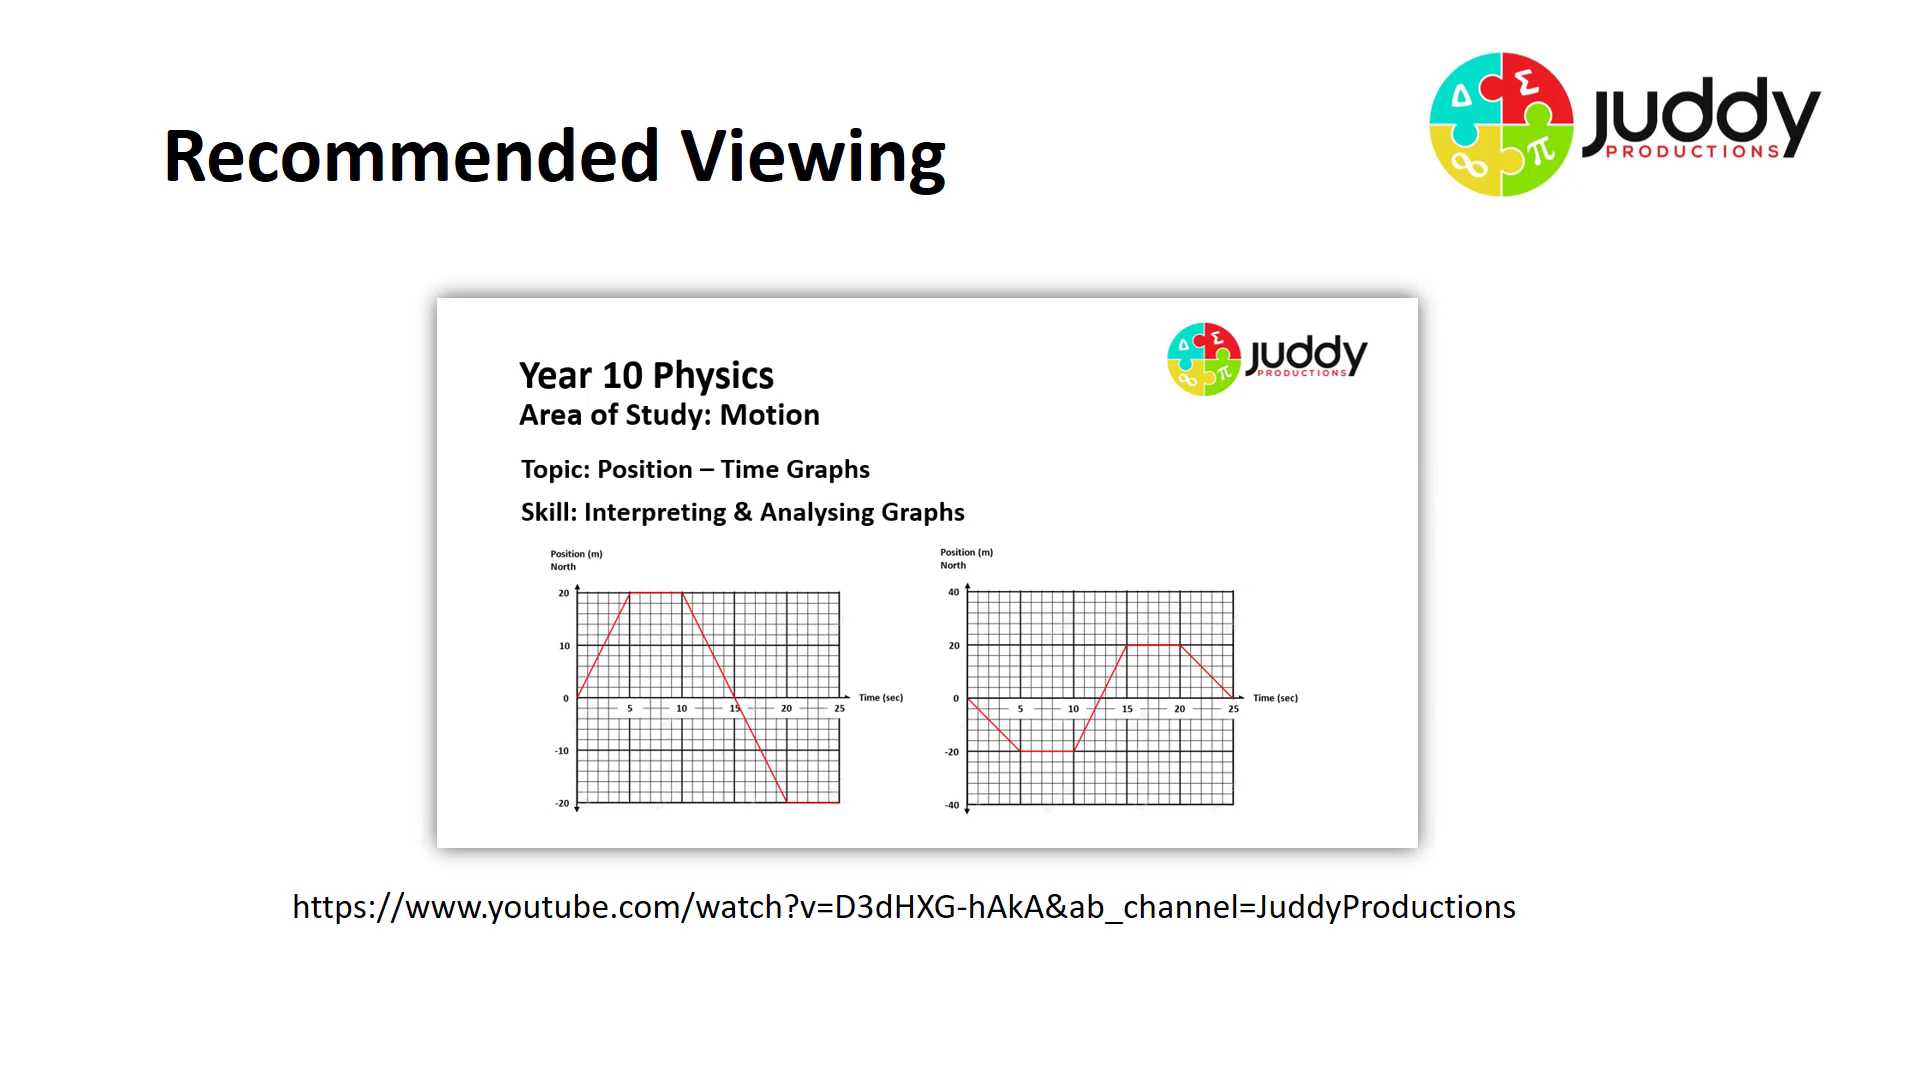 Recommended Viewing
Δ Σ
∞ π
juddy
PRODUCTIONS
Year 10 Physics
Area of Study: Motion
Δ Σ
∞ π
juddy
PRODUCTIONS
Topic: Position – Time Graphs
Skill: Interpreting & Analysing Graphs
Position (m)
North
20
10
0
5 10 15 20 25
Time (sec)
-10
-20
Position (m)
North
40
20
0
5 10 15 20 25
Time (sec)
-20
-40
https://www.youtube.com/watch?v=D3dHXG-hAkA&ab_channel=JuddyProductions